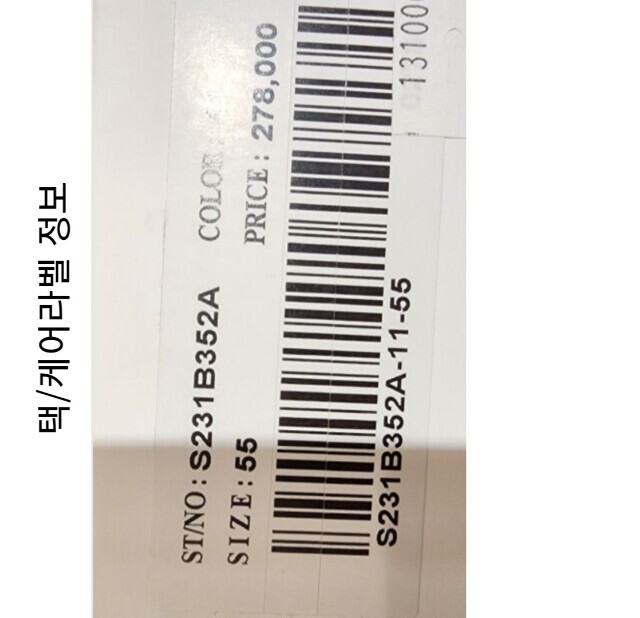 택/케어라벨 정보
ST/NO : S231B352A COLOR:
SIZE : 55 PRICE : 278,000
S231B352A-11-55
13100